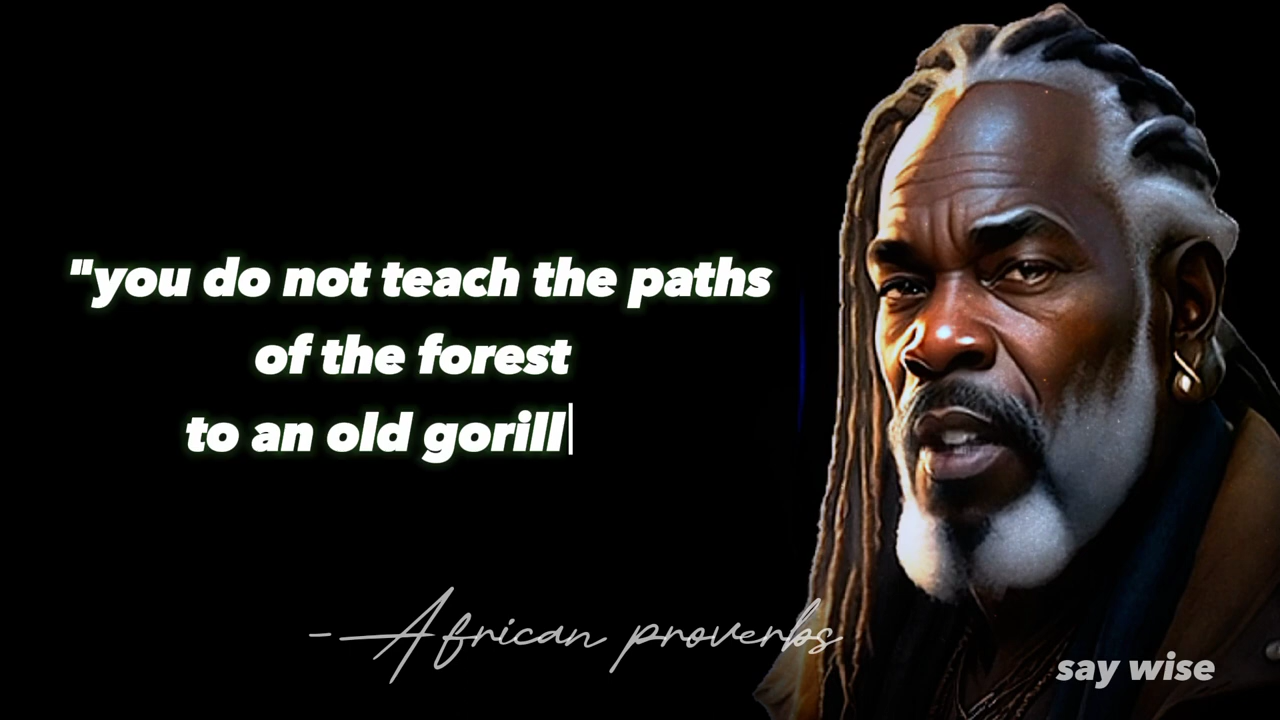 "you do not teach the paths
of the forest
to an old gorill
- African proverbs
say wise